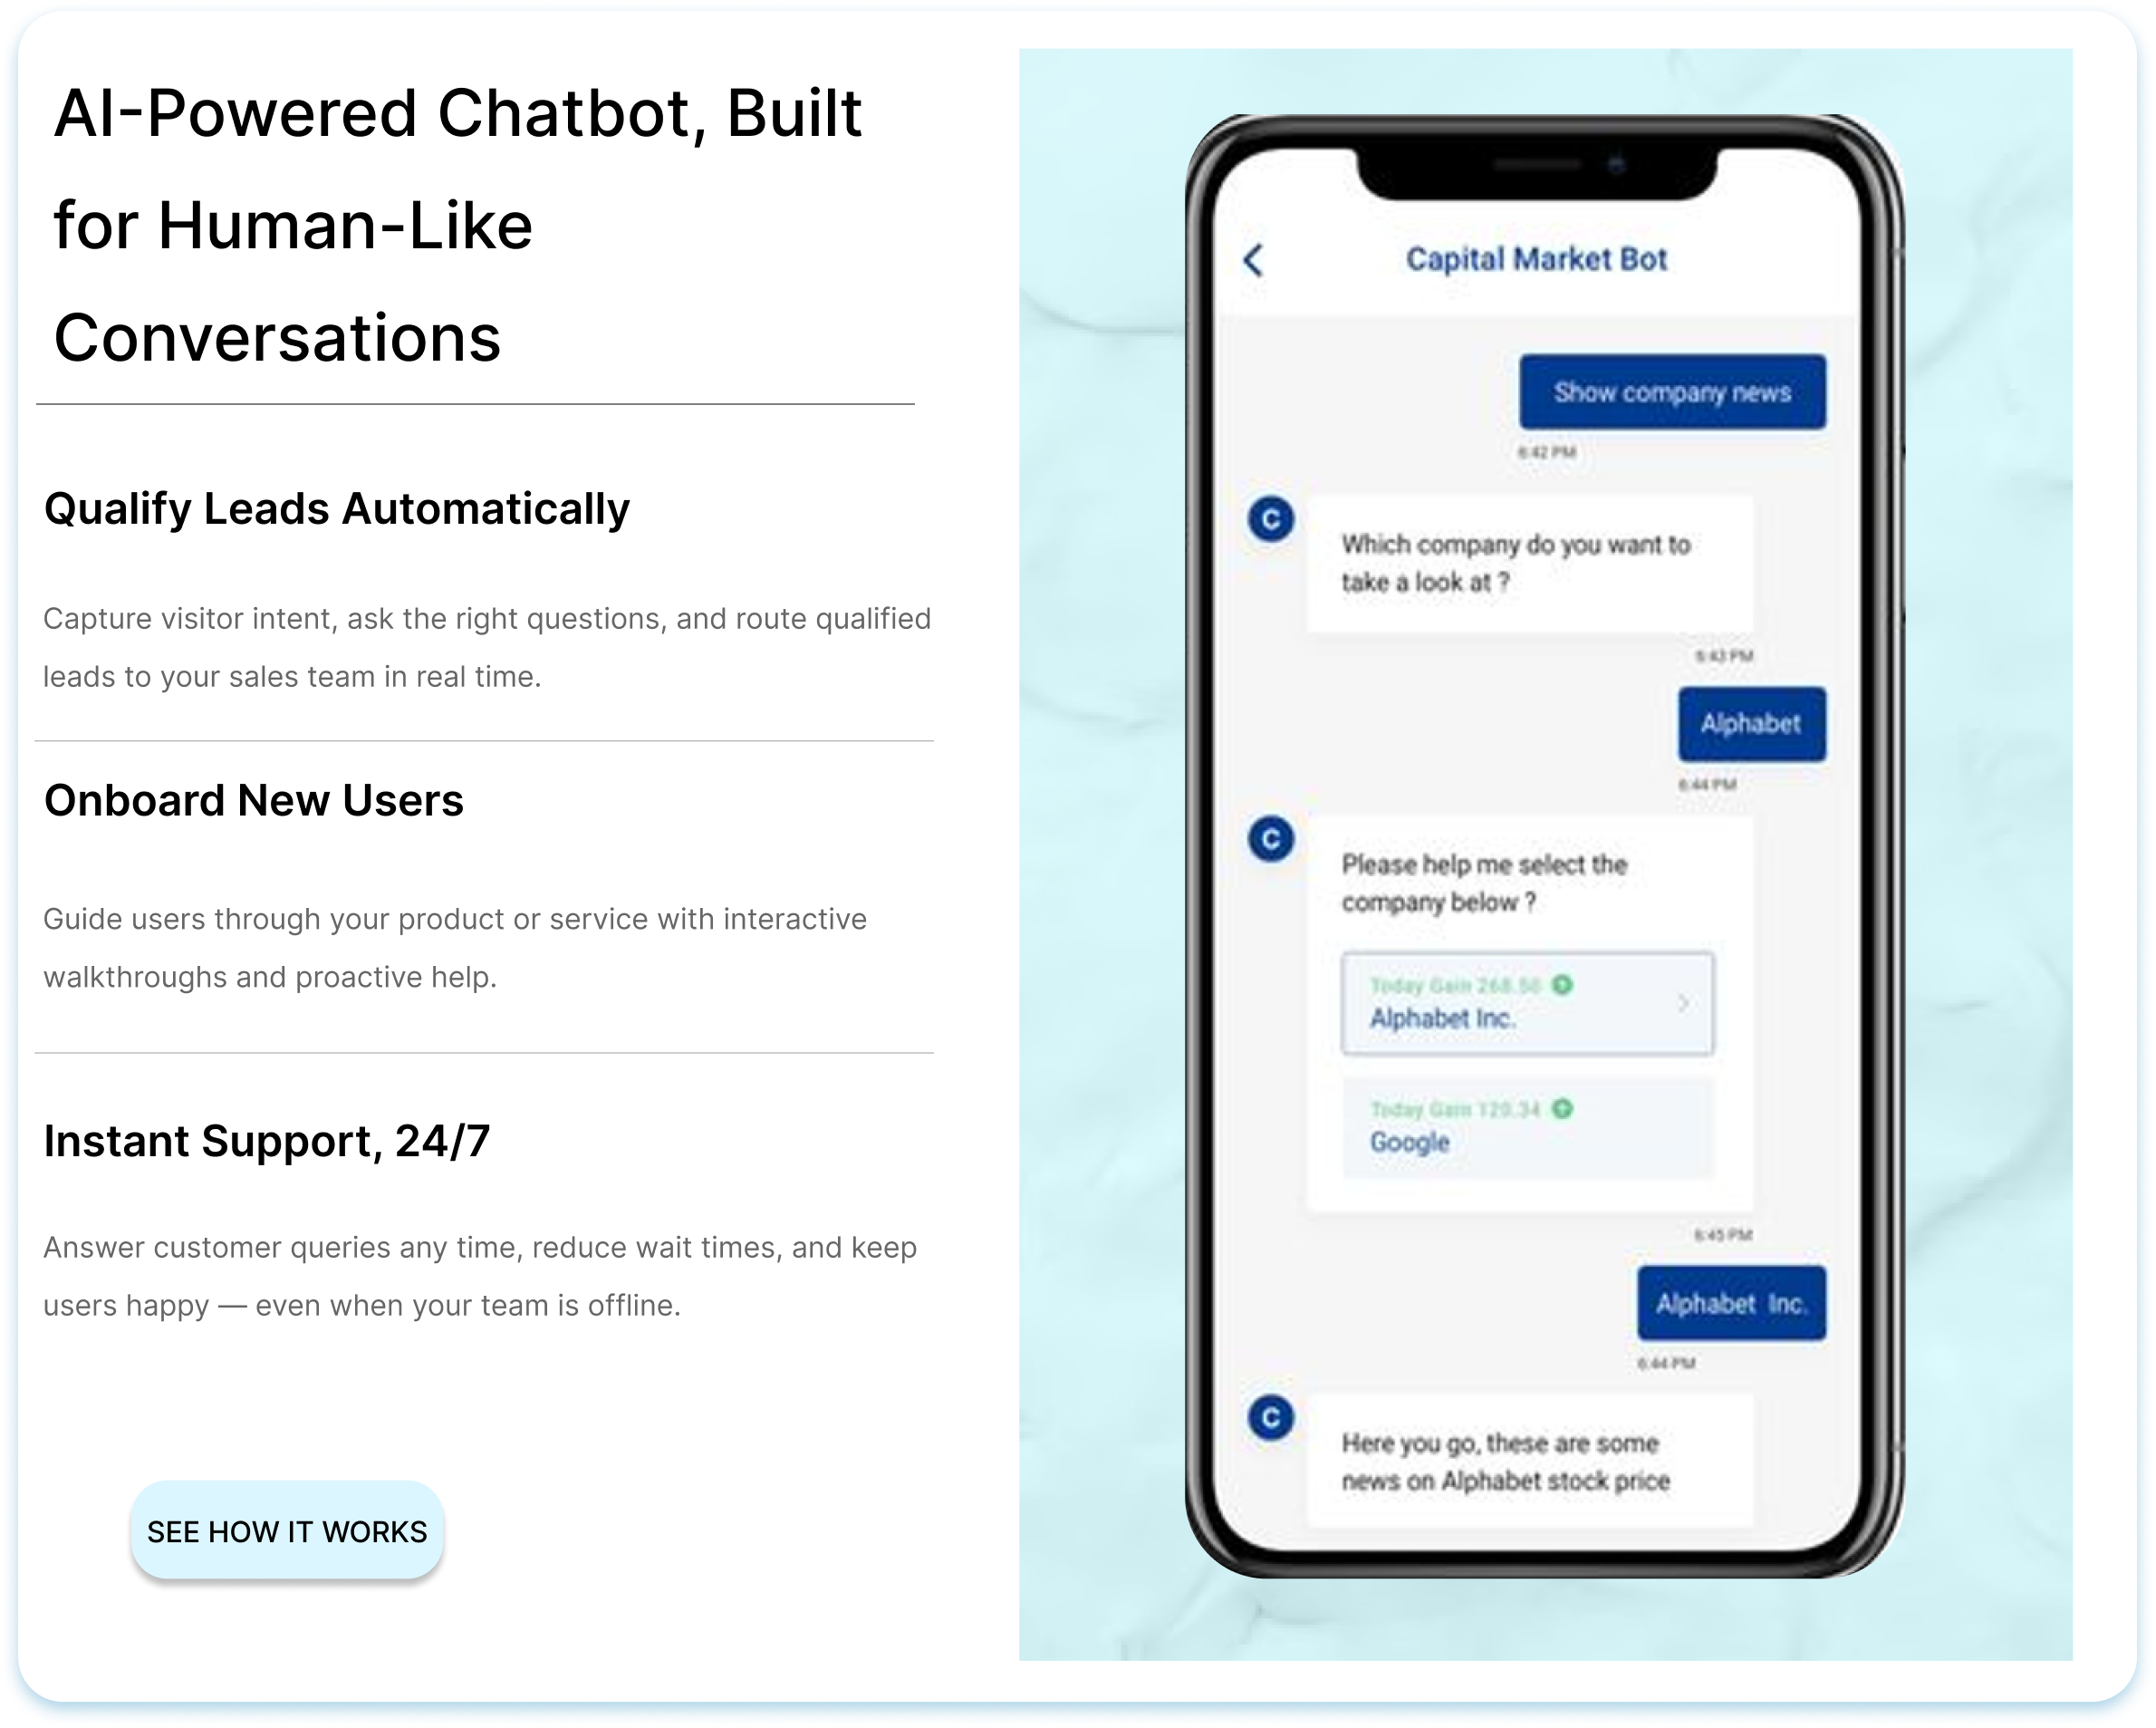 AI-Powered Chatbot, Built
for Human-Like
Conversations
Qualify Leads Automatically
Capture visitor intent, ask the right questions, and route qualified
leads to your sales team in real time.
Onboard New Users
Guide users through your product or service with interactive
walkthroughs and proactive help.
Instant Support, 24/7
Answer customer queries any time, reduce wait times, and keep
users happy — even when your team is offline.
SEE HOW IT WORKS
Capital Market Bot
Show company news
6:42 PM
C
Which company do you want to
take a look at ?
6:43 PM
Alphabet
6:44 PM
C
Please help me select the
company below ?
Today Gain 268.50
Alphabet Inc.
Today Gain 120.34
Google
6:45 PM
Alphabet Inc.
6:44 PM
C
Here you go, these are some
news on Alphabet stock price